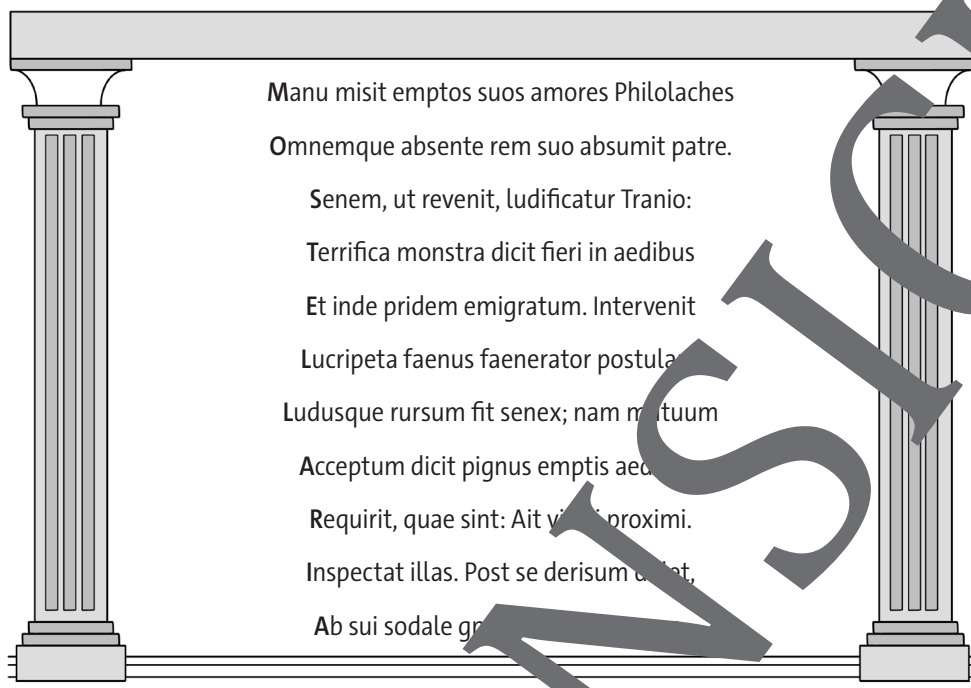 Manu misit emptos suos amores Philolaches
Omnemque absente rem suo absumit patre.
Senem, ut revenit, ludificatur Tranio:
Terrifica monstra dicit fieri in aedibus
Et inde pridem emigratum. Intervenit
Lucripeta faenus faenerator
Ludusque rursum fit senex; nam mutuum
Acceptum dicit pignus emptis
Requirit, quae sint: Ait proximi.
Inspectat illas. Post se derisum
Ab sui sodale